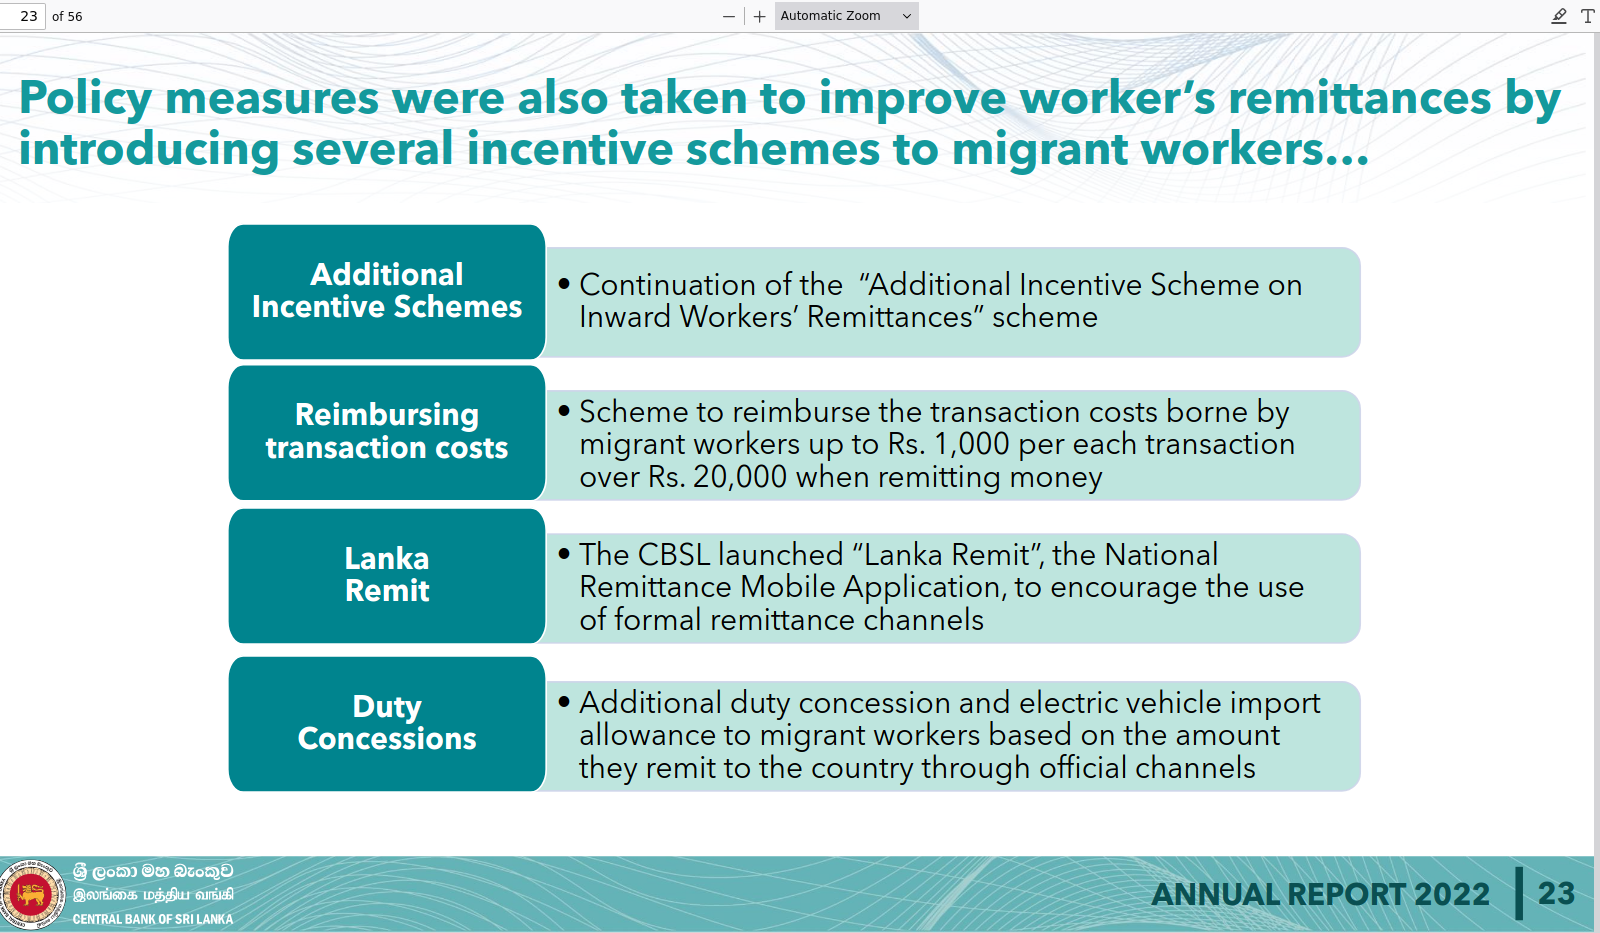 23 of 56
Automatic Zoom
Policy measures were also taken to improve worker’s remittances by
introducing several incentive schemes to migrant workers...
Additional
Incentive Schemes
• Continuation of the “Additional Incentive Scheme on
Inward Workers’ Remittances” scheme
Reimbursing
transaction costs
• Scheme to reimburse the transaction costs borne by
migrant workers up to Rs. 1,000 per each transaction
over Rs. 20,000 when remitting money
Lanka
Remit
• The CBSL launched “Lanka Remit”, the National
Remittance Mobile Application, to encourage the use
of formal remittance channels
Duty
Concessions
• Additional duty concession and electric vehicle import
allowance to migrant workers based on the amount
they remit to the country through official channels
ශ්‍රී ලංකා මහ බැංකුව
இலங்கை மத்திய வங்கி
CENTRAL BANK OF SRI LANKA
ANNUAL REPORT 2022
23